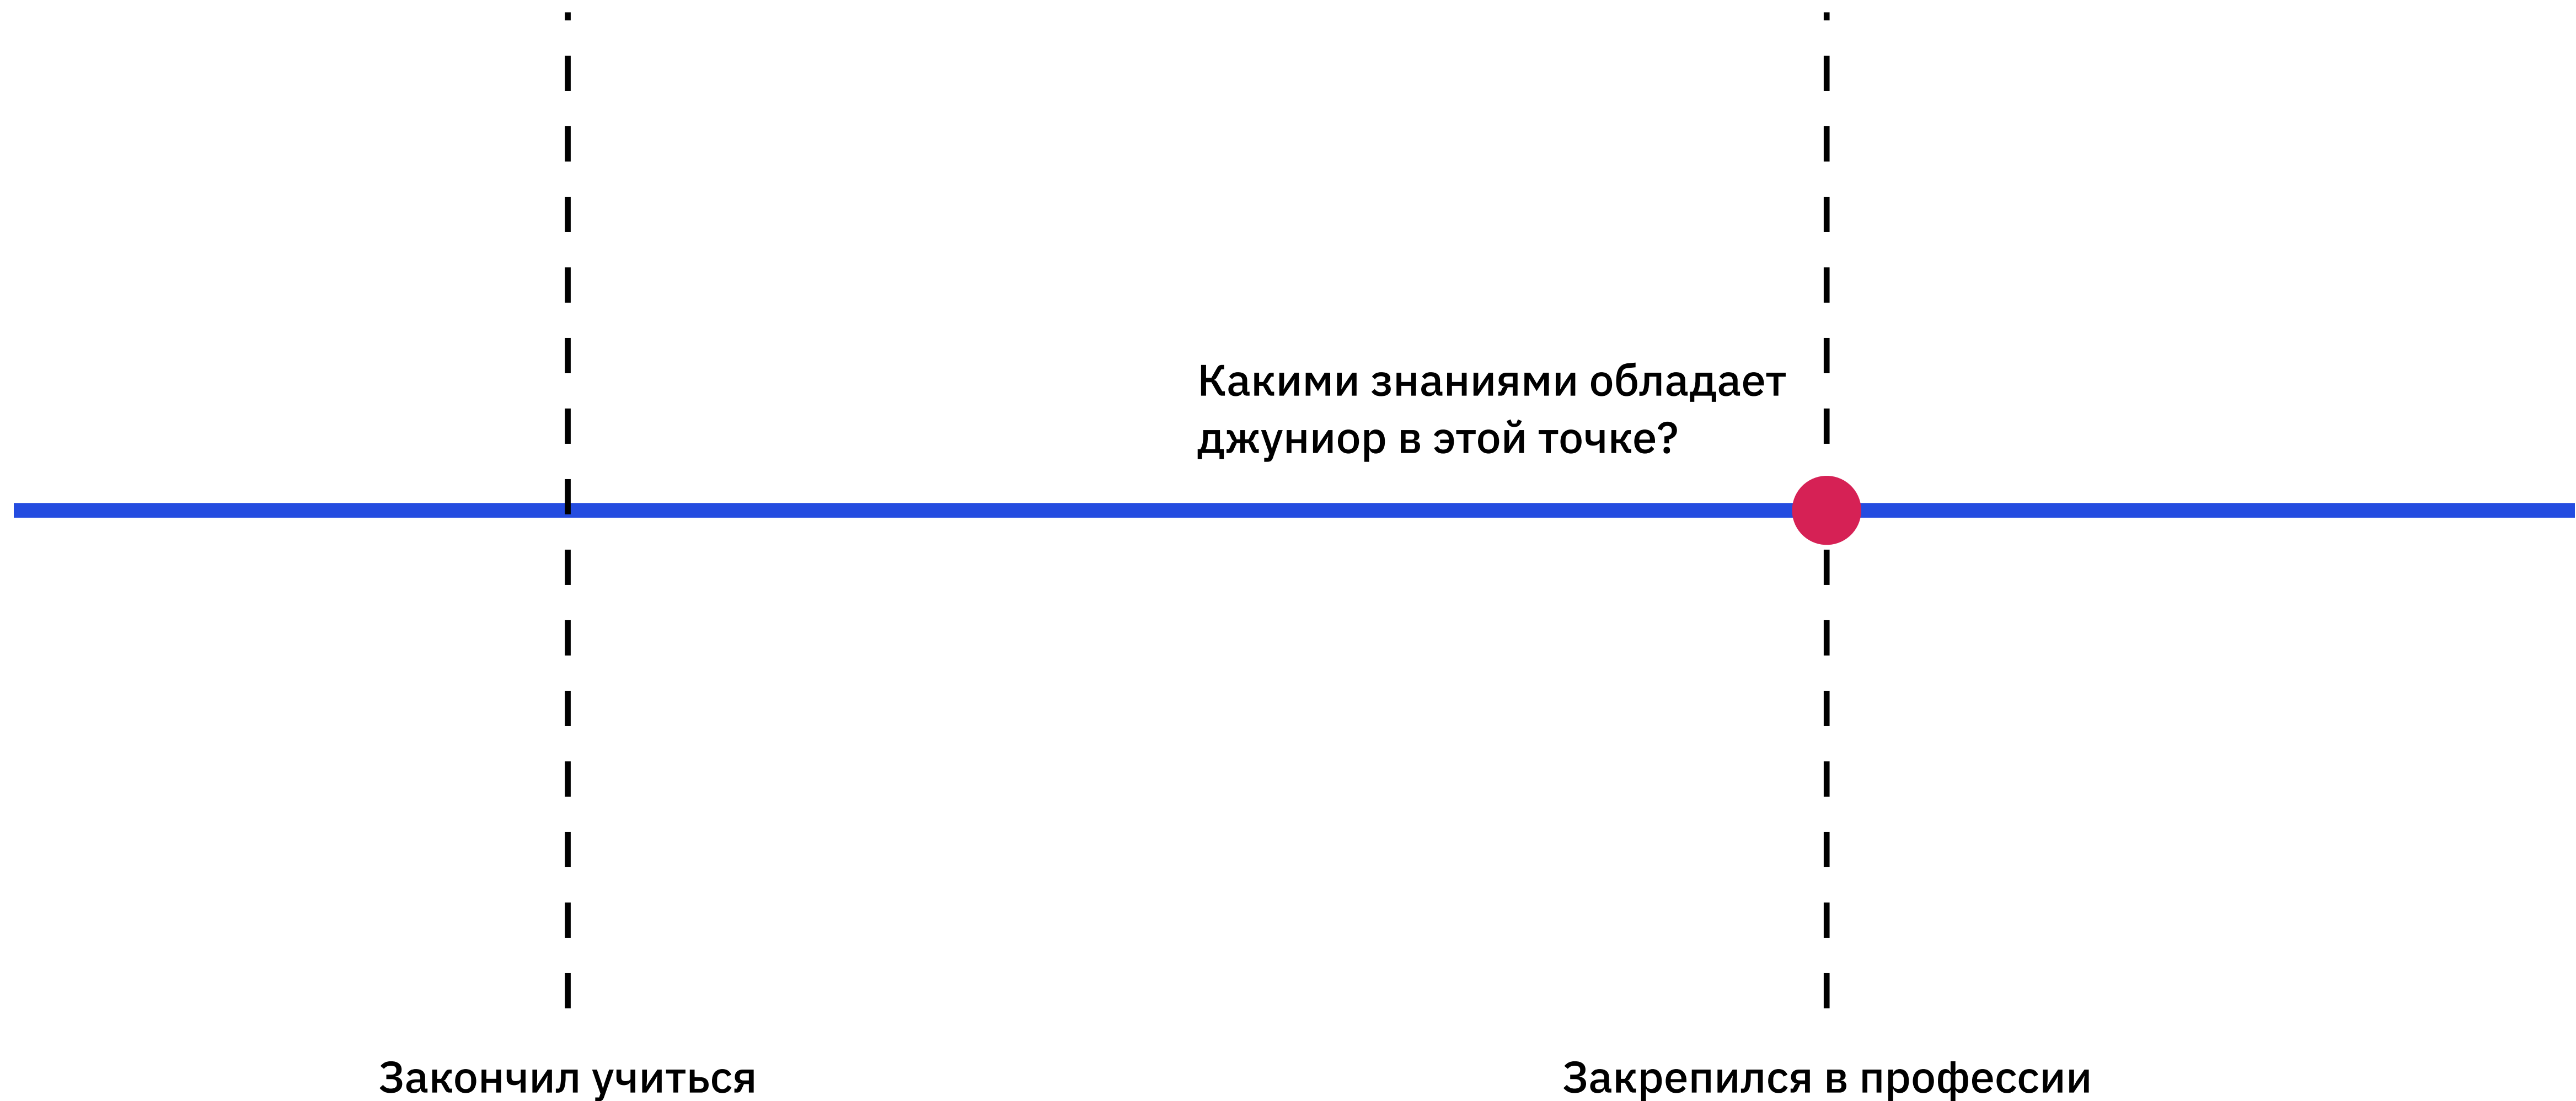 Какими знаниями обладает
джуниор в этой точке?
Закончил учиться
Закрепился в профессии